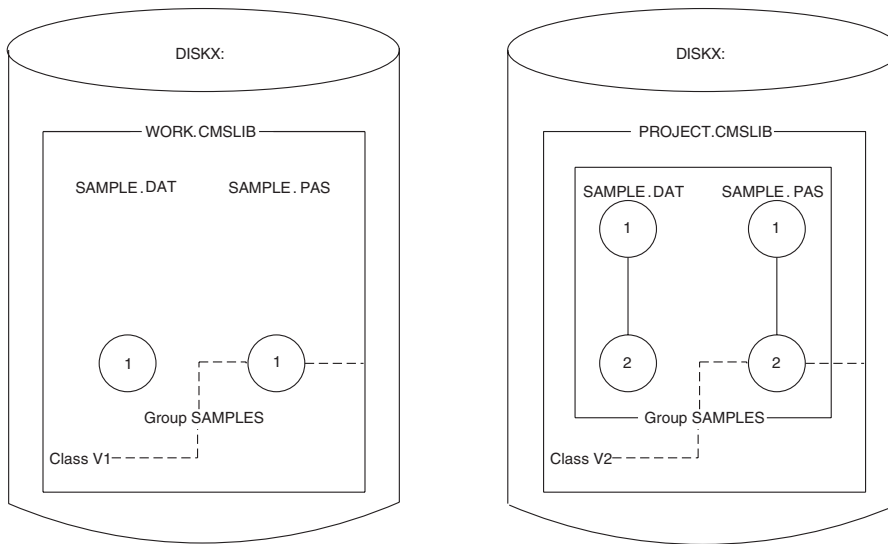 DISKX:
WORK.CMSLIB
SAMPLE.DAT SAMPLE.PAS
1 1
Group SAMPLES
Class V1
DISKX:
PROJECT.CMSLIB
SAMPLE.DAT SAMPLE.PAS
1 1
2 2
Group SAMPLES
Class V2